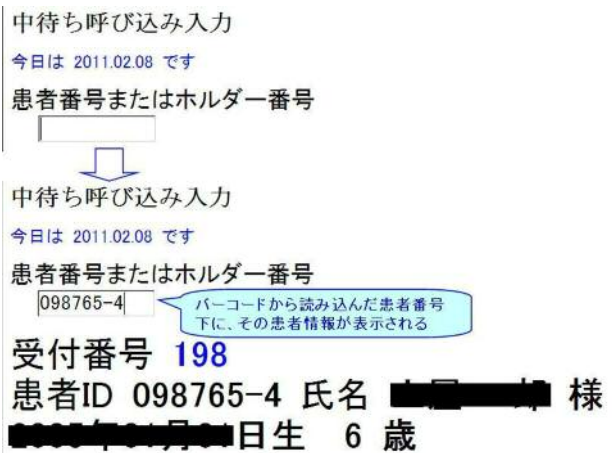 中待ち呼び込み入力
今日は 2011.02.08 です
患者番号またはホルダー番号
中待ち呼び込み入力
今日は 2011.02.08 です
患者番号またはホルダー番号
098765-4
バーコードから読み込んだ患者番号
下に、その患者情報が表示される
受付番号 198
患者ID 098765-4 氏名 様
日生 6 歳